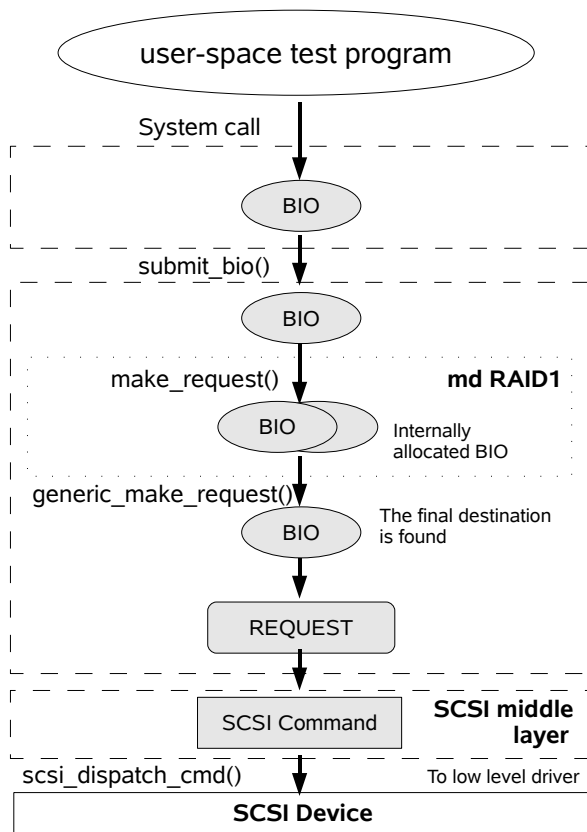 user-space test program
System call
BIO
submit_bio()
BIO
make_request()
md RAID1
BIO
Internally
allocated BIO
generic_make_request()
BIO
The final destination
is found
REQUEST
SCSI Command
SCSI middle
layer
scsi_dispatch_cmd()
To low level driver
SCSI Device